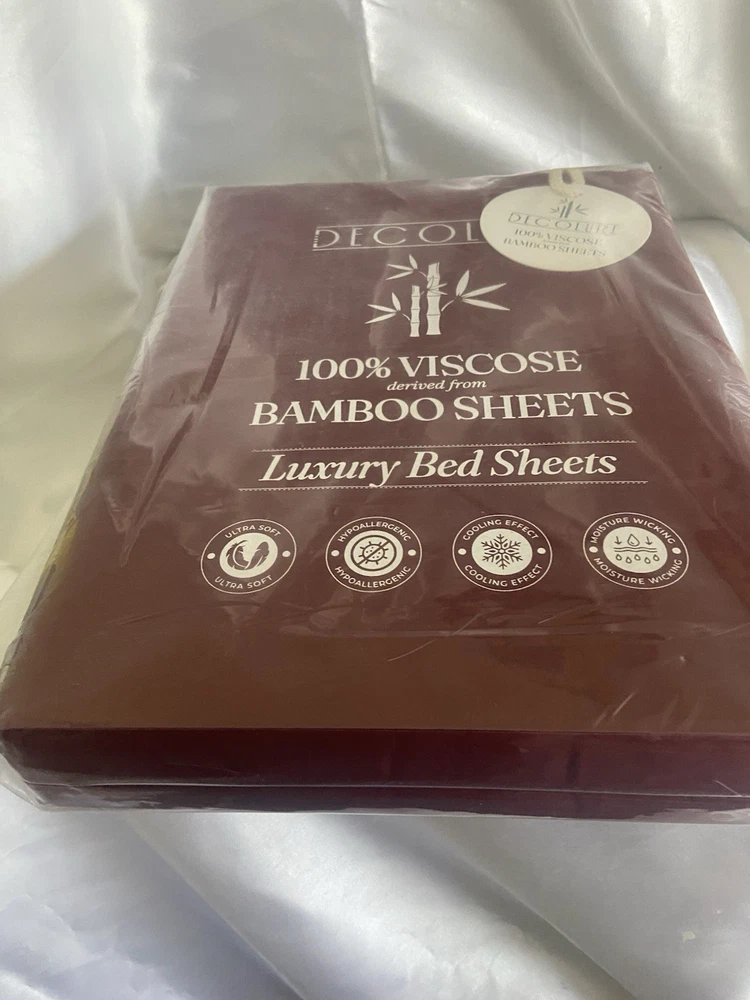 DECOL
DECOLURE
100% VISCOSE
BAMBOO SHEETS
100% VISCOSE
derived from
BAMBOO SHEETS
Luxury Bed Sheets
ULTRA SOFT
ULTRA SOFT
HYPOALLERGENIC
HYPOALLERGENIC
COOLING EFFECT
COOLING EFFECT
MOISTURE WICKING
MOISTURE WICKING